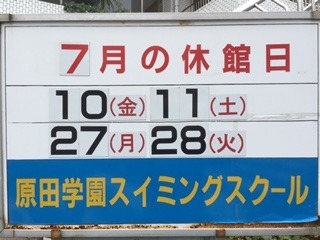 7月の休館日
10(金)11(土)
27(月)28(火)
原田学園スイミングスクール